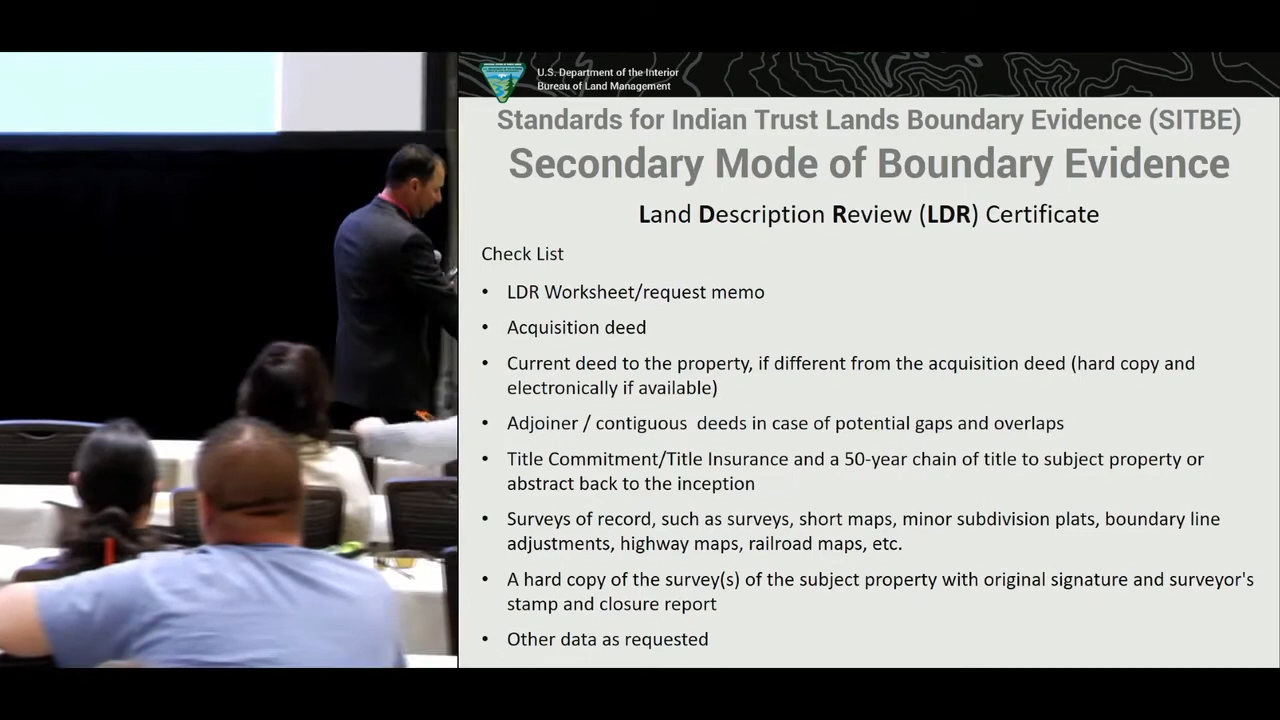 U.S. Department of the Interior
Bureau of Land Management
Standards for Indian Trust Lands Boundary Evidence (SITBE)
Secondary Mode of Boundary Evidence
Land Description Review (LDR) Certificate
Check List
• LDR Worksheet/request memo
• Acquisition deed
• Current deed to the property, if different from the acquisition deed (hard copy and
electronically if available)
• Adjoiner / contiguous deeds in case of potential gaps and overlaps
• Title Commitment/Title Insurance and a 50-year chain of title to subject property or
abstract back to the inception
• Surveys of record, such as surveys, short maps, minor subdivision plats, boundary line
adjustments, highway maps, railroad maps, etc.
• A hard copy of the survey(s) of the subject property with original signature and surveyor's
stamp and closure report
• Other data as requested